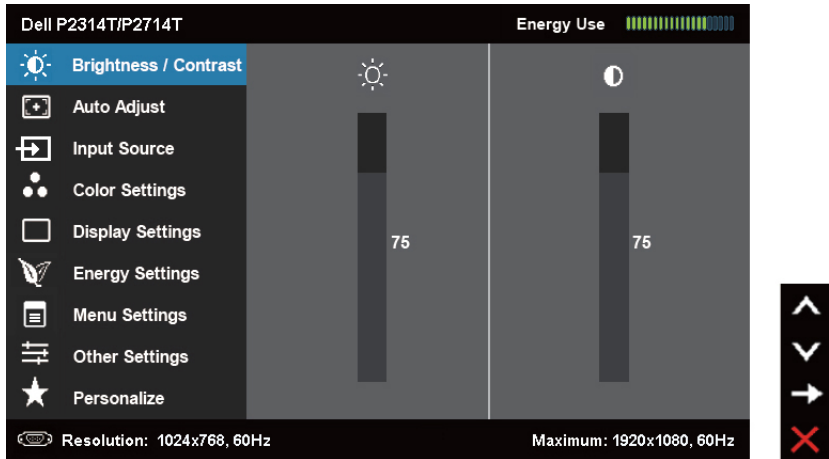 Dell P2314T/P2714T Energy Use
Brightness / Contrast
Auto Adjust
Input Source
Color Settings
Display Settings
75 75
Energy Settings
Menu Settings
Other Settings
Personalize
Resolution: 1024x768, 60Hz Maximum: 1920x1080, 60Hz